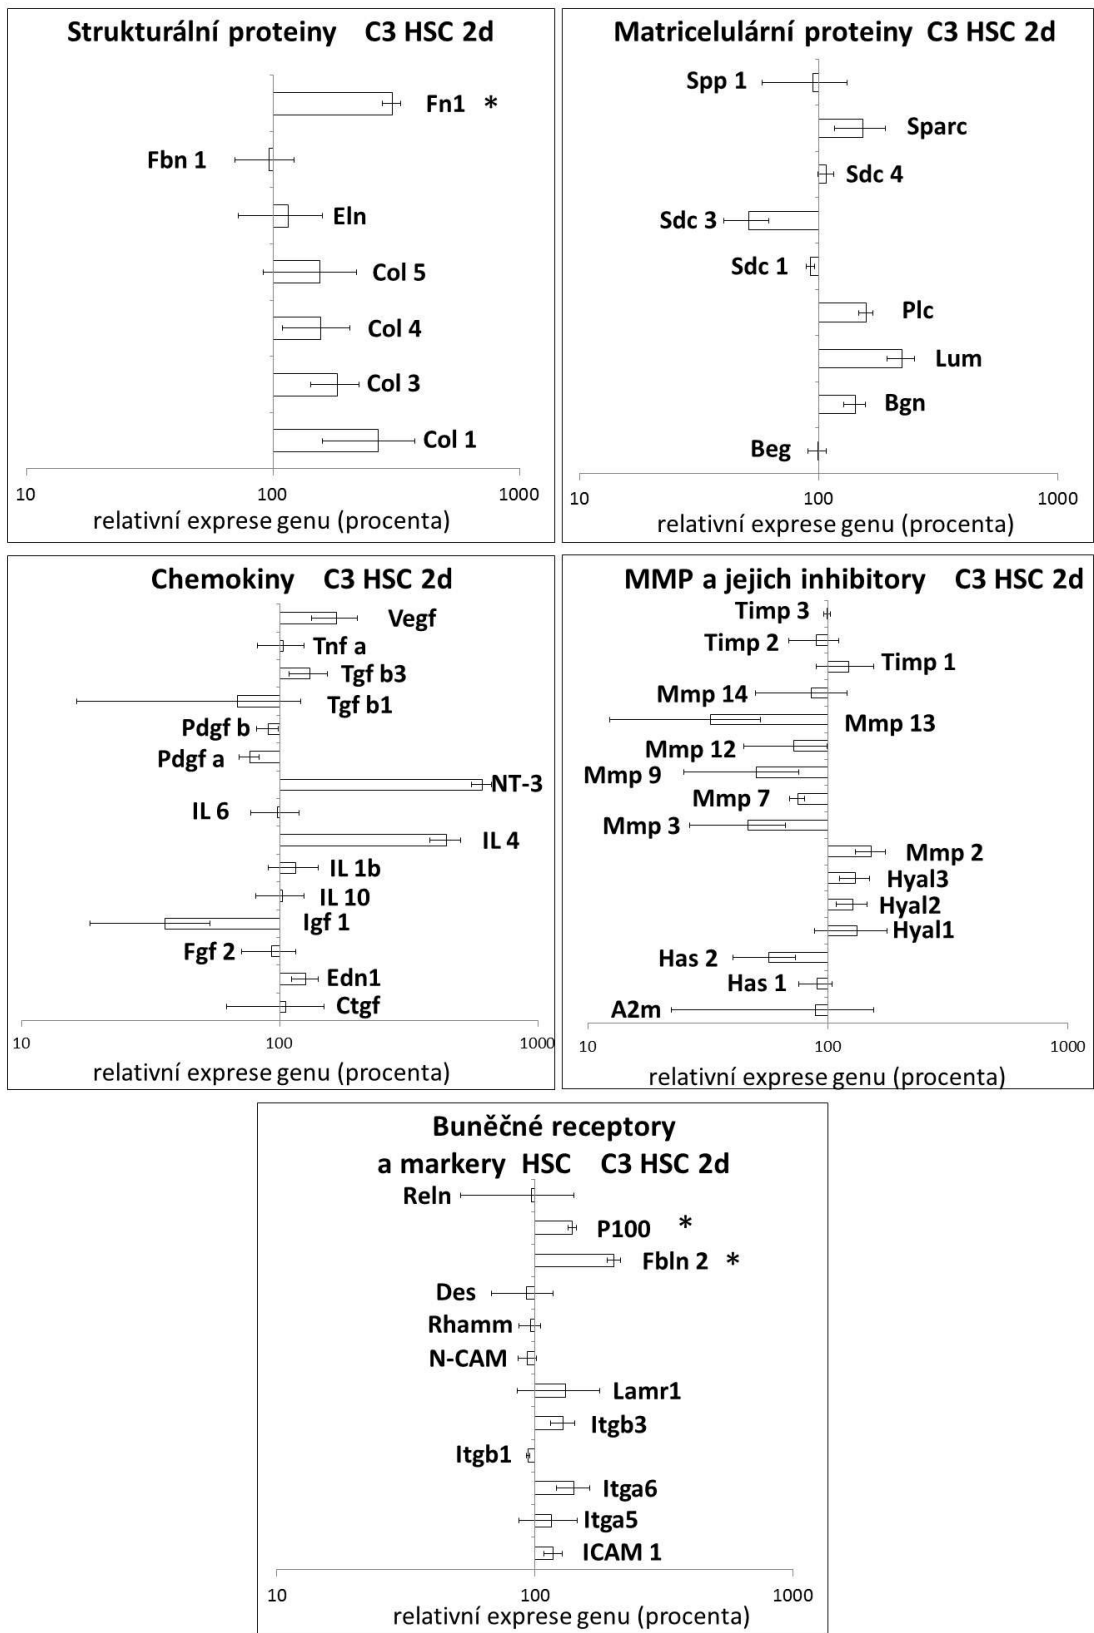 Strukturální proteiny C3 HSC 2d
Fn1 *
Fbn 1
Eln
Col 5
Col 4
Col 3
Col 1
10 100 1000
relativní exprese genu (procenta)
Matricelulární proteiny C3 HSC 2d
Spp 1
Sparc
Sdc 4
Sdc 3
Sdc 1
Plc
Lum
Bgn
Beg
10 100 1000
relativní exprese genu (procenta)
Chemokiny C3 HSC 2d
Vegf
Tnf a
Tgf b3
Tgf b1
Pdgf b
Pdgf a
NT-3
IL 6
IL 4
IL 1b
IL 10
Igf 1
Fgf 2
Edn1
Ctgf
10 100 1000
relativní exprese genu (procenta)
MMP a jejich inhibitory C3 HSC 2d
Timp 3
Timp 2
Timp 1
Mmp 14
Mmp 13
Mmp 12
Mmp 9
Mmp 7
Mmp 3
Mmp 2
Hyal3
Hyal2
Hyal1
Has 2
Has 1
A2m
10 100 1000
relativní exprese genu (procenta)
Buněčné receptory
a markery HSC C3 HSC 2d
Reln
P100 *
Fbln 2 *
Des
Rhamm
N-CAM
Lamr1
Itgb3
Itgb1
Itga6
Itga5
ICAM 1
10 100 1000
relativní exprese genu (procenta)